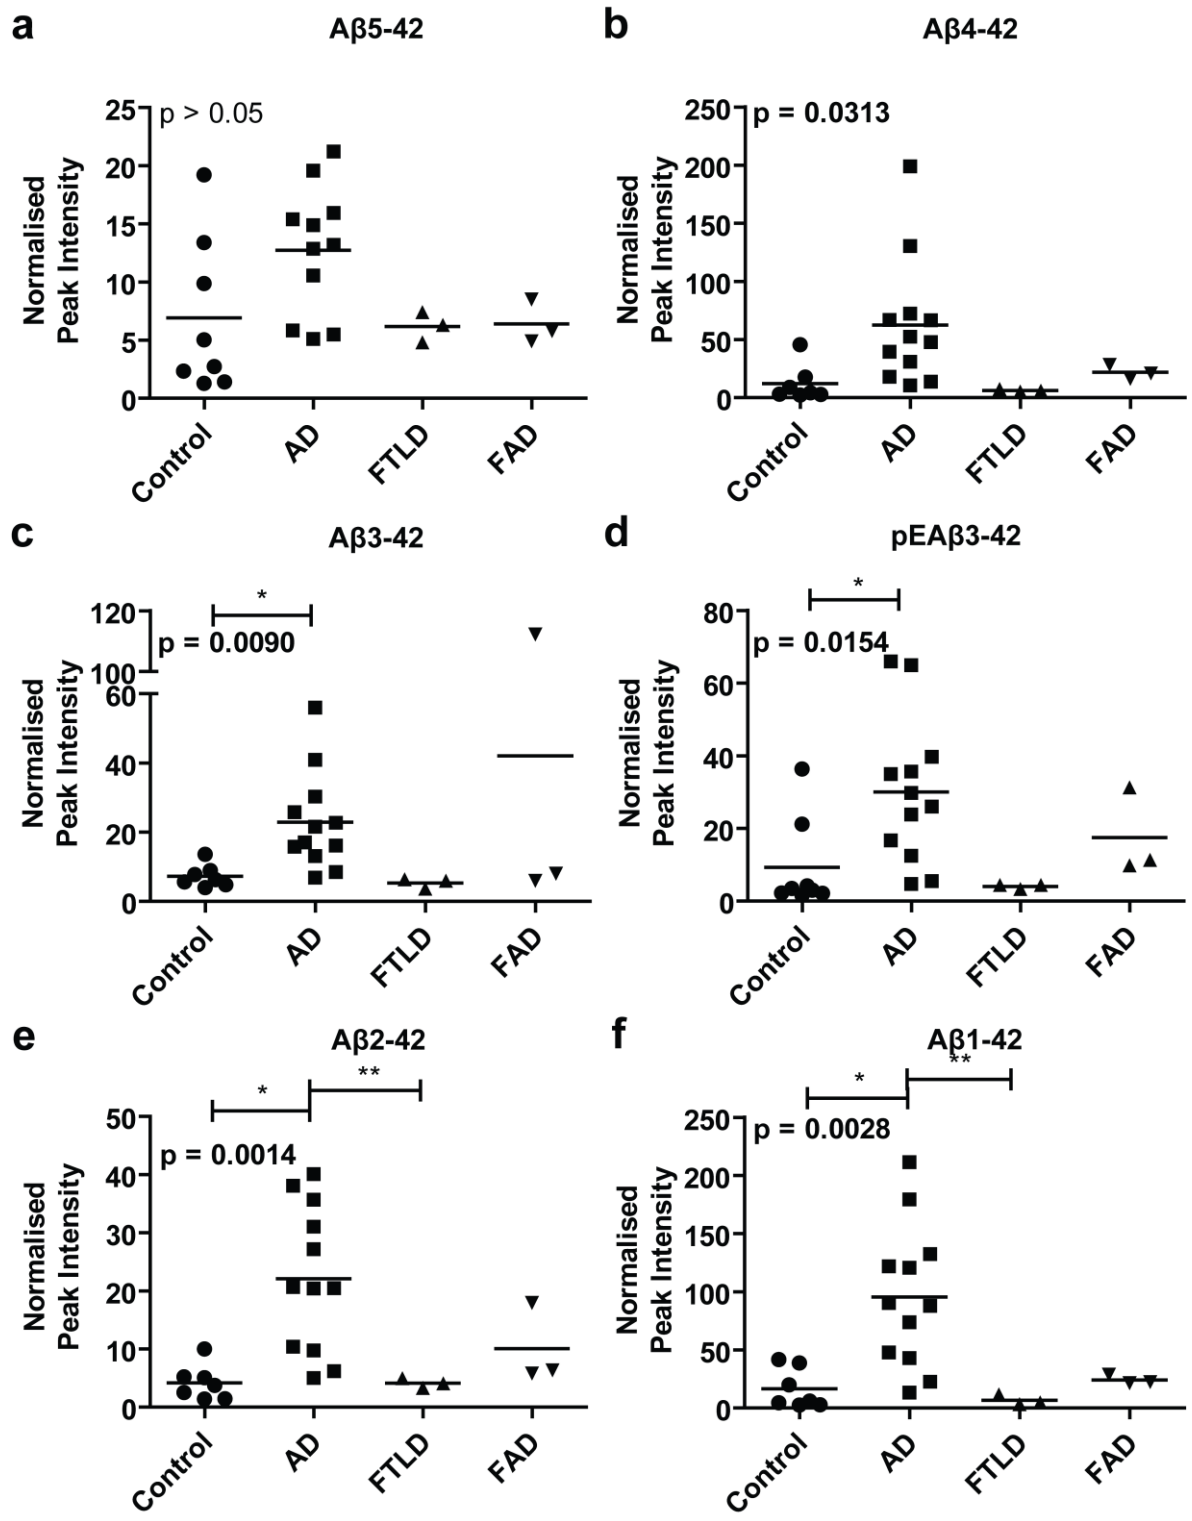 a
Aβ5-42
Normalised
Peak Intensity
25
20
15
10
5
0
p > 0.05
Control
AD
FTLD
FAD
b
Aβ4-42
Normalised
Peak Intensity
250
200
150
100
50
0
p = 0.0313
Control
AD
FTLD
FAD
c
Aβ3-42
Normalised
Peak Intensity
120
100
60
40
20
0
*
p = 0.0090
Control
AD
FTLD
FAD
d
pEAβ3-42
Normalised
Peak Intensity
80
60
40
20
0
*
p = 0.0154
Control
AD
FTLD
FAD
e
Aβ2-42
Normalised
Peak Intensity
50
40
30
20
10
0
*
**
p = 0.0014
Control
AD
FTLD
FAD
f
Aβ1-42
Normalised
Peak Intensity
250
200
150
100
50
0
*
**
p = 0.0028
Control
AD
FTLD
FAD